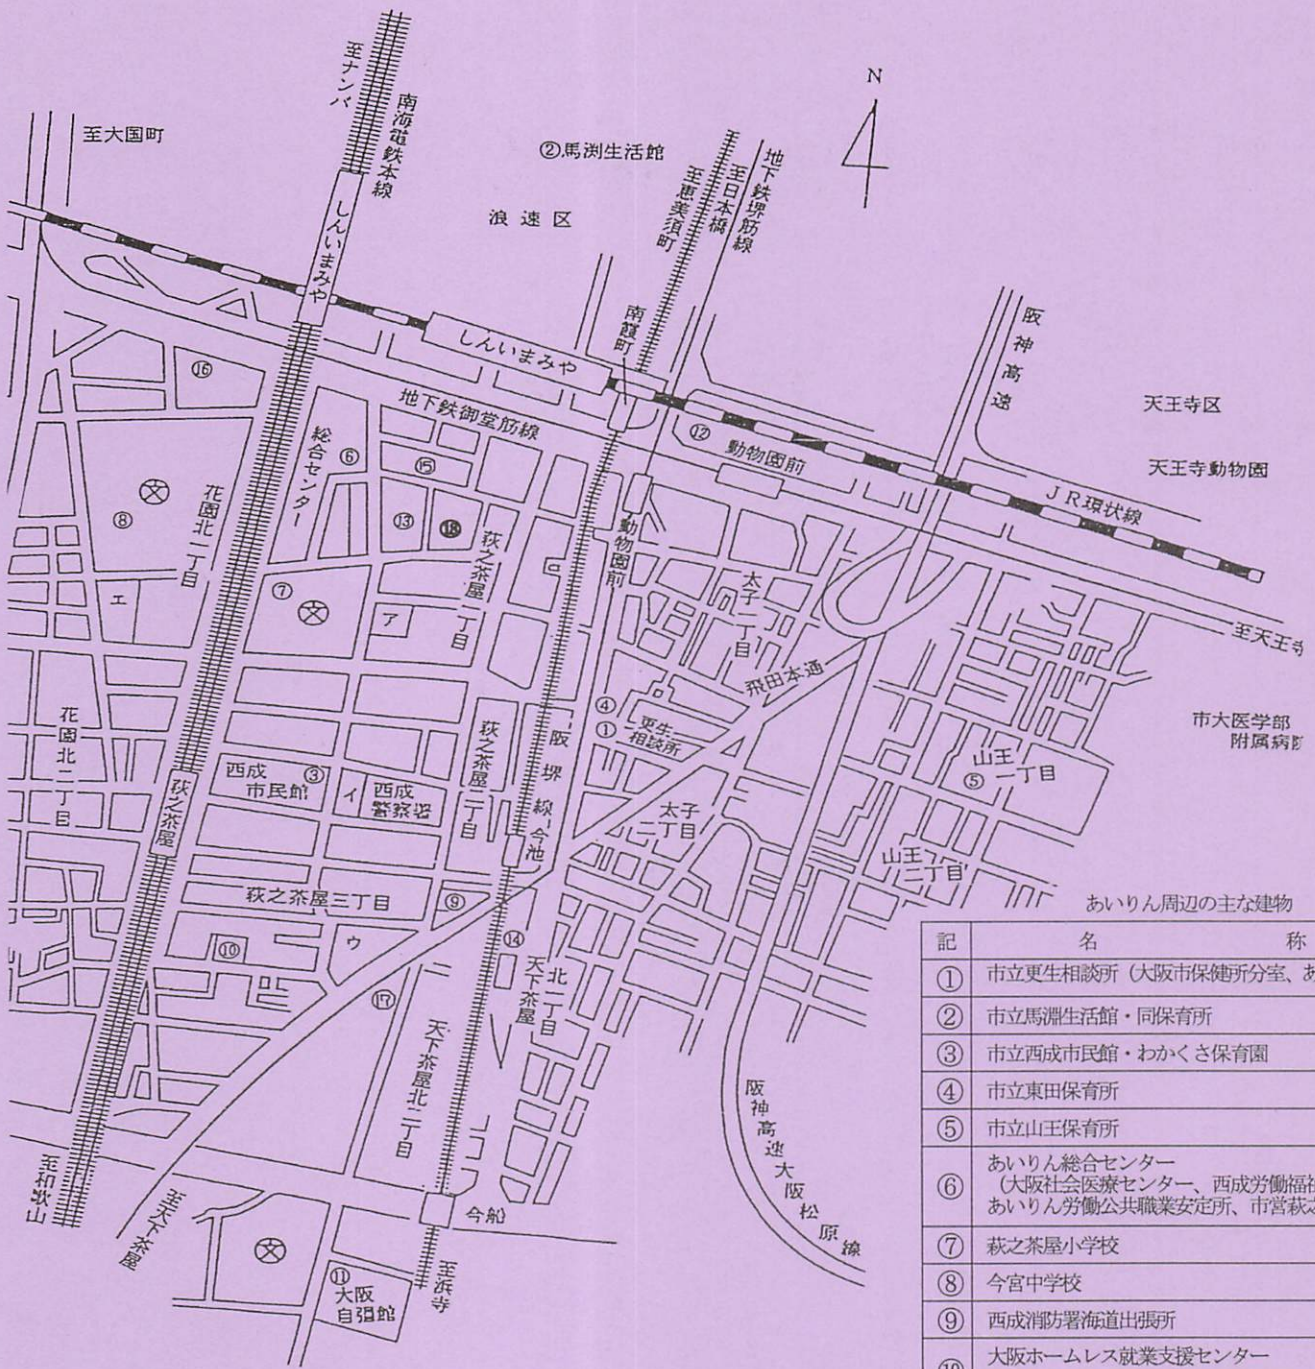 至ナンバ
南海電鉄本線
至大国町
②馬渕生活館
浪速区
N
地下鉄堺筋線
至日本橋
至恵美須町
南霞町
しんいまみや
しんいまみや
阪神高速
天王寺区
天王寺動物園
JR環状線
至天王寺
地下鉄御堂筋線
⑫
動物園前
動物園前
⑯
総合センター
⑥
⑮
⑬
⑱
⑧
文
花園北一丁目
エ
⑦
文
ア
萩之茶屋一丁目
太子一丁目
飛田本通
④
①
更生
相談所
市大医学部
附属病院
山王
一丁目
⑤
花園北二丁目
西成
市民館
③
イ
西成
警察署
萩之茶屋二丁目
阪堺線
今池
太子
二丁目
山王
二丁目
萩之茶屋
萩之茶屋三丁目
⑨
⑩
ウ
⑭
天下茶屋
北一丁目
⑰
天下茶屋北二丁目
阪神高速大阪松原線
至和歌山
至天下茶屋
今船
至浜寺
文
⑪
大阪
自彊館
あいりん周辺の主な建物
記 名 称
① 市立更生相談所（大阪市保健所分室、あ
② 市立馬淵生活館・同保育所
③ 市立西成市民館・わかくさ保育園
④ 市立東田保育所
⑤ 市立山王保育所
⑥ あいりん総合センター
（大阪社会医療センター、西成労働福祉
あいりん労働公共職業安定所、市営萩之
⑦ 萩之茶屋小学校
⑧ 今宮中学校
⑨ 西成消防署海道出張所
⑩ 大阪ホームレス就業支援センター